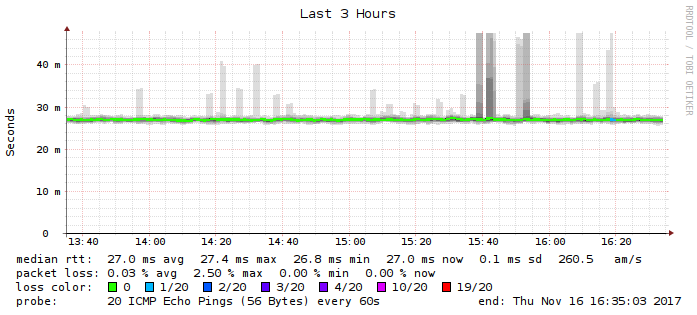 Last 3 Hours
RRDTOOL / TOBI OETIKER
Seconds
40 m
30 m
20 m
10 m
0
13:40 14:00 14:20 14:40 15:00 15:20 15:40 16:00 16:20
median rtt: 27.0 ms avg 27.4 ms max 26.8 ms min 27.0 ms now 0.1 ms sd 260.5 am/s
packet loss: 0.03 % avg 2.50 % max 0.00 % min 0.00 % now
loss color: 0 1/20 2/20 3/20 4/20 10/20 19/20
probe: 20 ICMP Echo Pings (56 Bytes) every 60s end: Thu Nov 16 16:35:03 2017